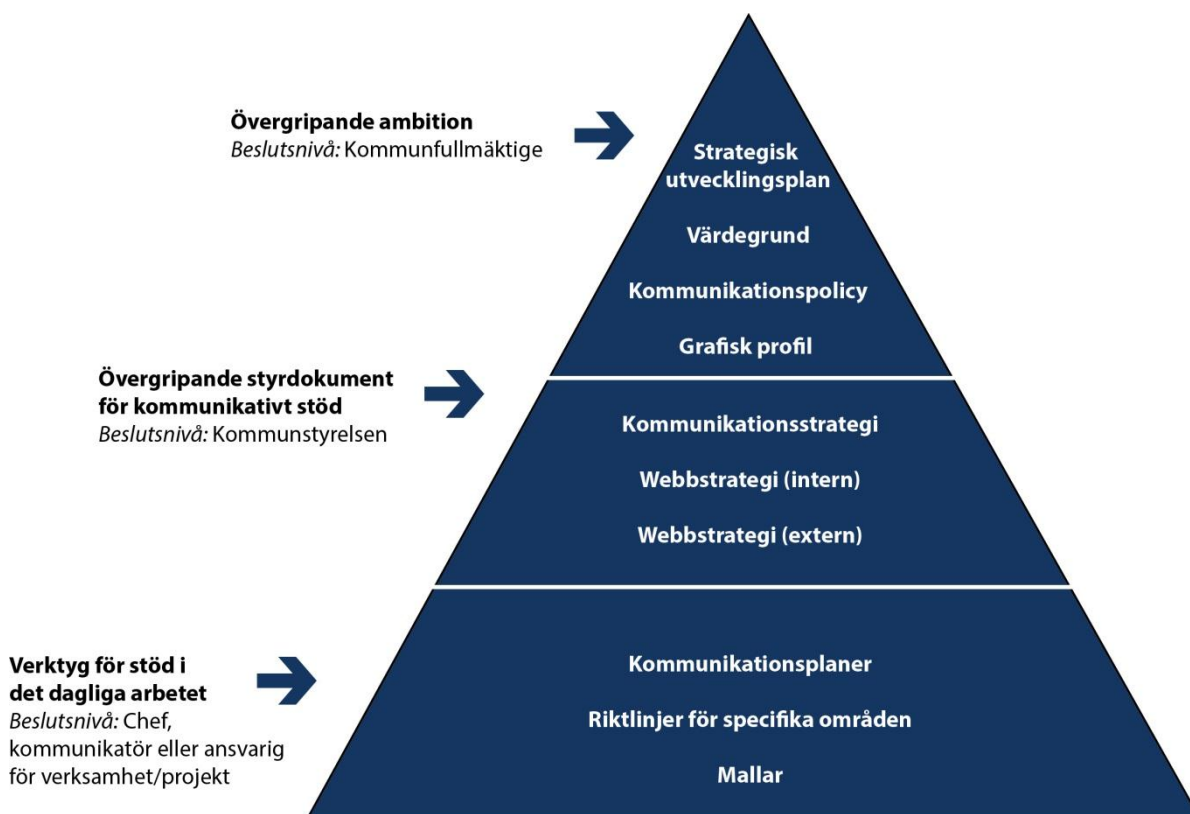 Övergripande ambition
Beslutsnivå: Kommunfullmäktige
Strategisk
utvecklingsplan
Värdegrund
Kommunikationspolicy
Grafisk profil
Övergripande styrdokument
för kommunikativt stöd
Beslutsnivå: Kommunstyrelsen
Kommunikationsstrategi
Webbstrategi (intern)
Webbstrategi (extern)
Verktyg för stöd i
det dagliga arbetet
Beslutsnivå: Chef,
kommunikatör eller ansvarig
för verksamhet/projekt
Kommunikationsplaner
Riktlinjer för specifika områden
Mallar